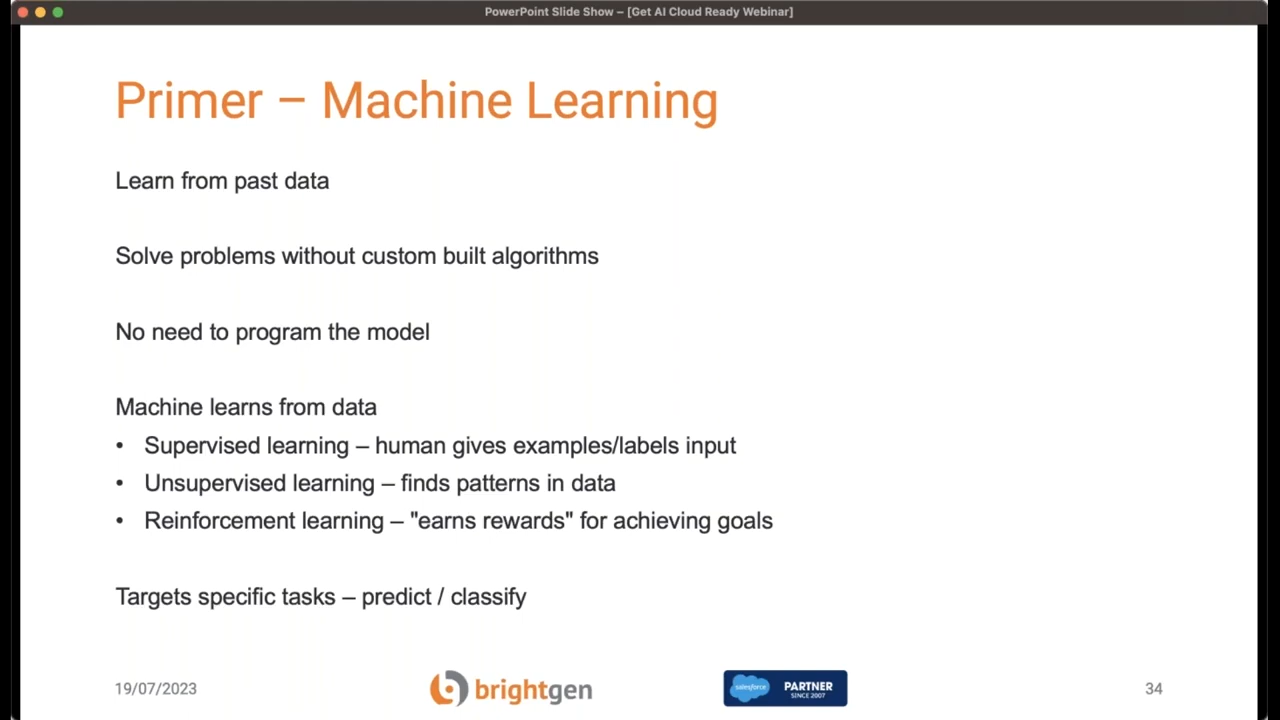 PowerPoint Slide Show – [Get AI Cloud Ready Webinar]
Primer – Machine Learning
Learn from past data
Solve problems without custom built algorithms
No need to program the model
Machine learns from data
• Supervised learning – human gives examples/labels input
• Unsupervised learning – finds patterns in data
• Reinforcement learning – "earns rewards" for achieving goals
Targets specific tasks – predict / classify
19/07/2023
brightgen
salesforce
PARTNER
SINCE 2007
34